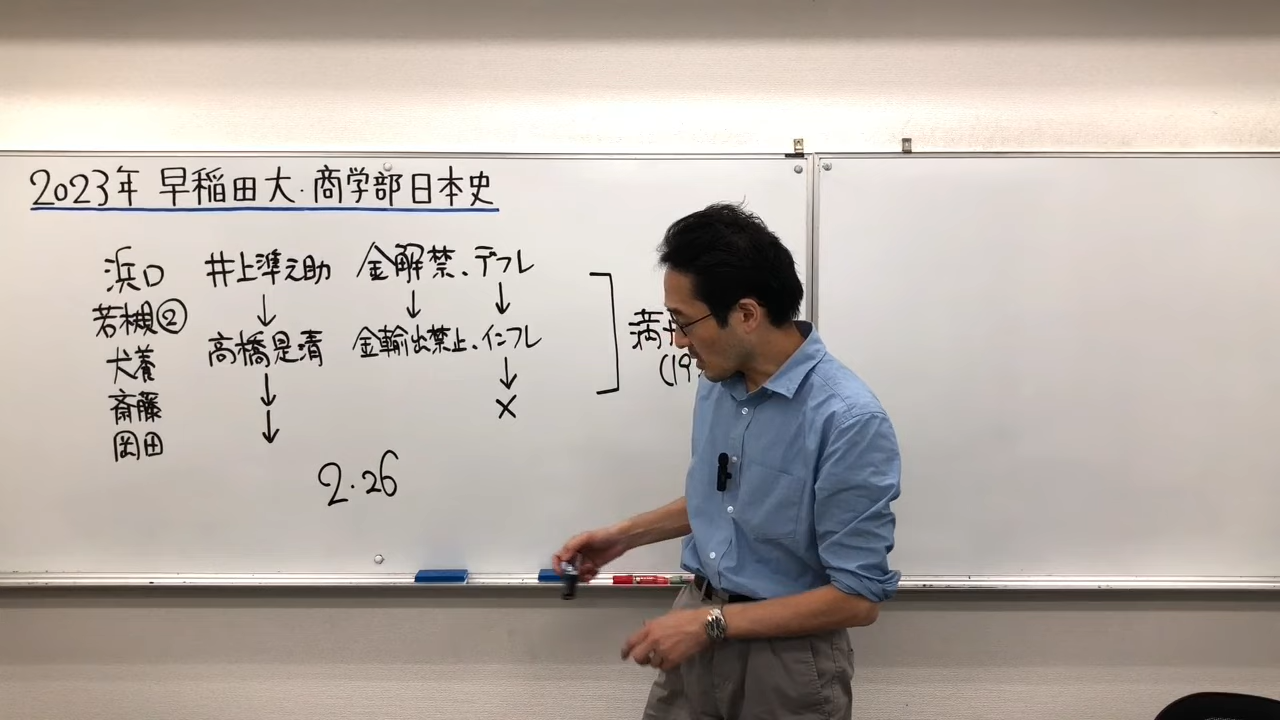 2023年 早稲田大・商学部日本史
浜口 井上準之助 金解禁、デフレ
↓ ↓ ↓
若槻②
高橋是清 金輸出禁止、インフレ
犬養
↓ ↓
斎藤 ×
↓
岡田
満
(19
2・26